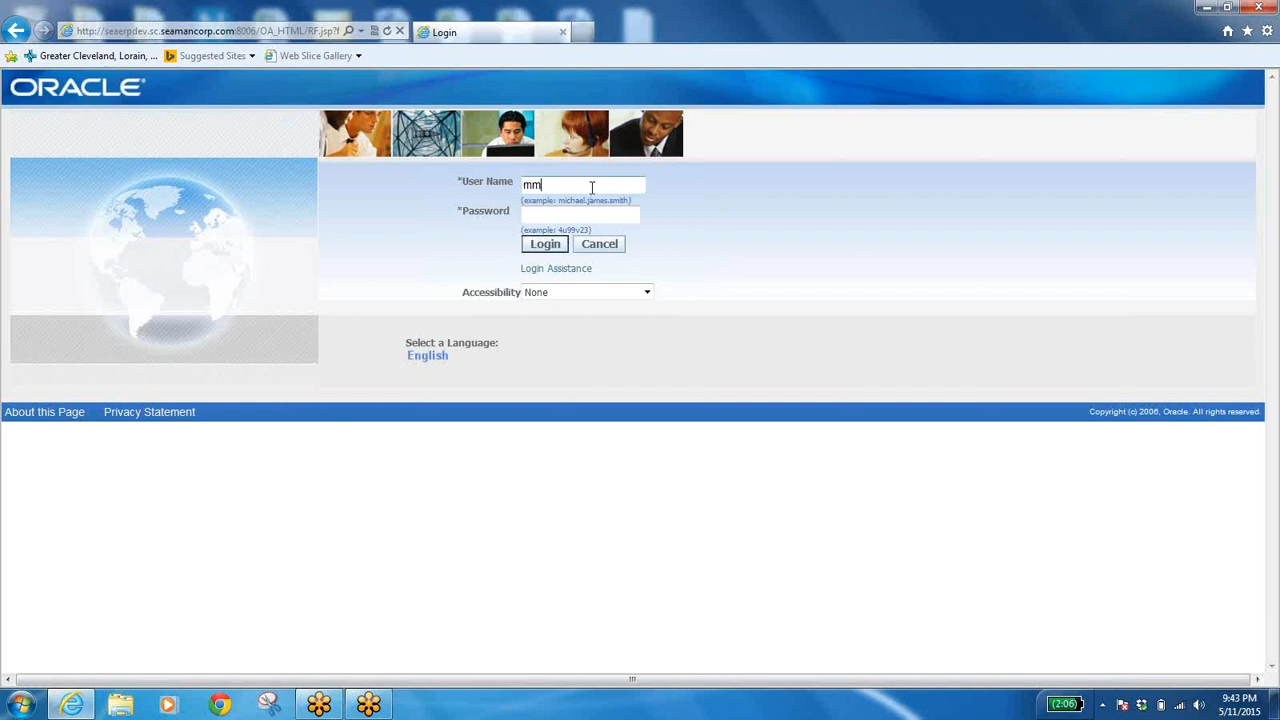 http://seaerpdev.sc.seamancorp.com:8006/OA_HTML/RF.jsp?f
Login
Greater Cleveland, Lorain, ...
Suggested Sites
Web Slice Gallery
ORACLE
*User Name
mm
(example: michael.james.smith)
*Password
(example: 4u99v23)
Login
Cancel
Login Assistance
Accessibility
None
Select a Language:
English
About this Page
Privacy Statement
Copyright (c) 2006, Oracle. All rights reserved.
(2:06)
9:43 PM
5/11/2015